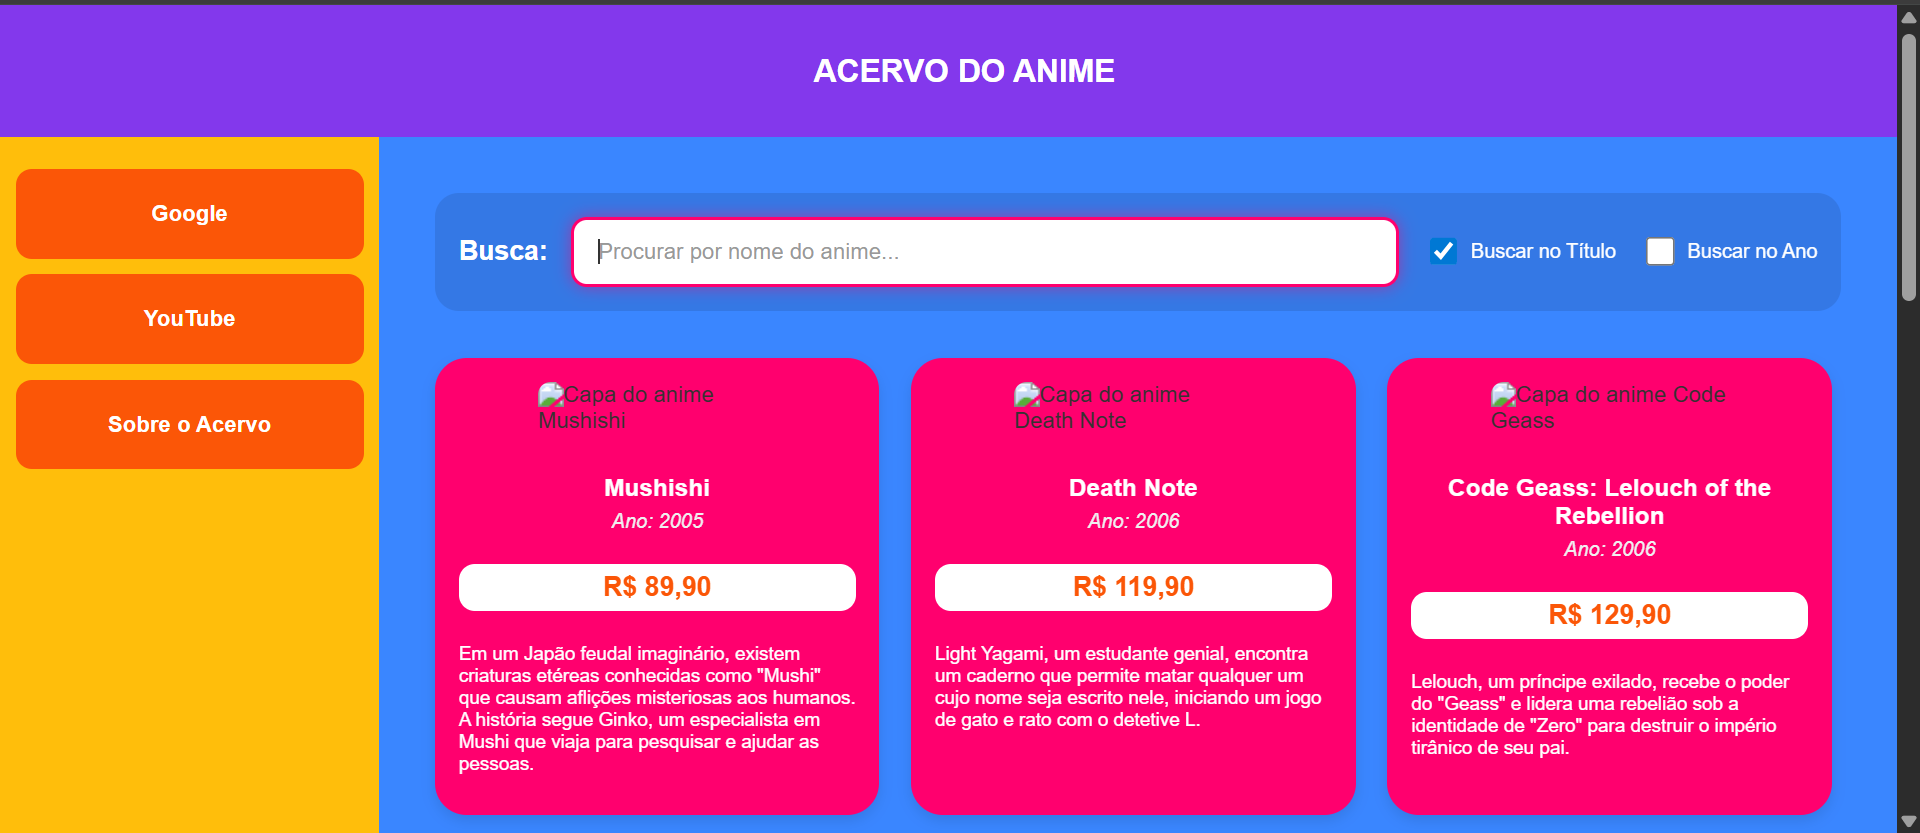 ACERVO DO ANIME
Google
YouTube
Sobre o Acervo
Busca:
Procurar por nome do anime...
Buscar no Título
Buscar no Ano
Capa do anime
Mushishi
Mushishi
Ano: 2005
R$ 89,90
Em um Japão feudal imaginário, existem
criaturas etéreas conhecidas como "Mushi"
que causam aflições misteriosas aos humanos.
A história segue Ginko, um especialista em
Mushi que viaja para pesquisar e ajudar as
pessoas.
Capa do anime
Death Note
Death Note
Ano: 2006
R$ 119,90
Light Yagami, um estudante genial, encontra
um caderno que permite matar qualquer um
cujo nome seja escrito nele, iniciando um jogo
de gato e rato com o detetive L.
Capa do anime Code
Geass
Code Geass: Lelouch of the
Rebellion
Ano: 2006
R$ 129,90
Lelouch, um príncipe exilado, recebe o poder
do "Geass" e lidera uma rebelião sob a
identidade de "Zero" para destruir o império
tirânico de seu pai.